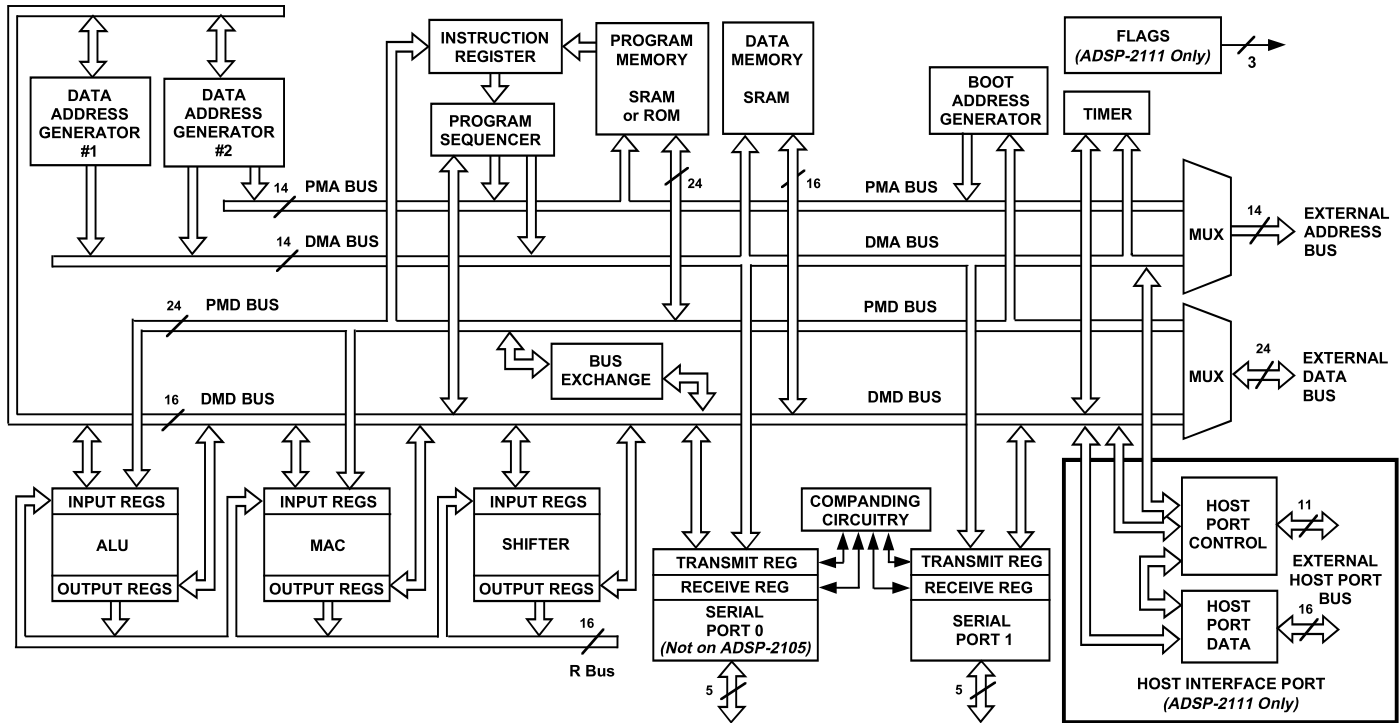 DATA
ADDRESS
GENERATOR
#1
DATA
ADDRESS
GENERATOR
#2
INSTRUCTION
REGISTER
PROGRAM
SEQUENCER
PROGRAM
MEMORY
SRAM
or ROM
DATA
MEMORY
SRAM
BOOT
ADDRESS
GENERATOR
FLAGS
(ADSP-2111 Only)
3
TIMER
24
16
14
PMA BUS
PMA BUS
14
DMA BUS
DMA BUS
MUX
14
EXTERNAL
ADDRESS
BUS
24
PMD BUS
PMD BUS
BUS
EXCHANGE
MUX
24
EXTERNAL
DATA
BUS
16
DMD BUS
DMD BUS
INPUT REGS
ALU
OUTPUT REGS
INPUT REGS
MAC
OUTPUT REGS
INPUT REGS
SHIFTER
OUTPUT REGS
16
R Bus
COMPANDING
CIRCUITRY
TRANSMIT REG
RECEIVE REG
SERIAL
PORT 0
(Not on ADSP-2105)
5
TRANSMIT REG
RECEIVE REG
SERIAL
PORT 1
5
HOST
PORT
CONTROL
11
EXTERNAL
HOST PORT
BUS
HOST
PORT
DATA
16
HOST INTERFACE PORT
(ADSP-2111 Only)